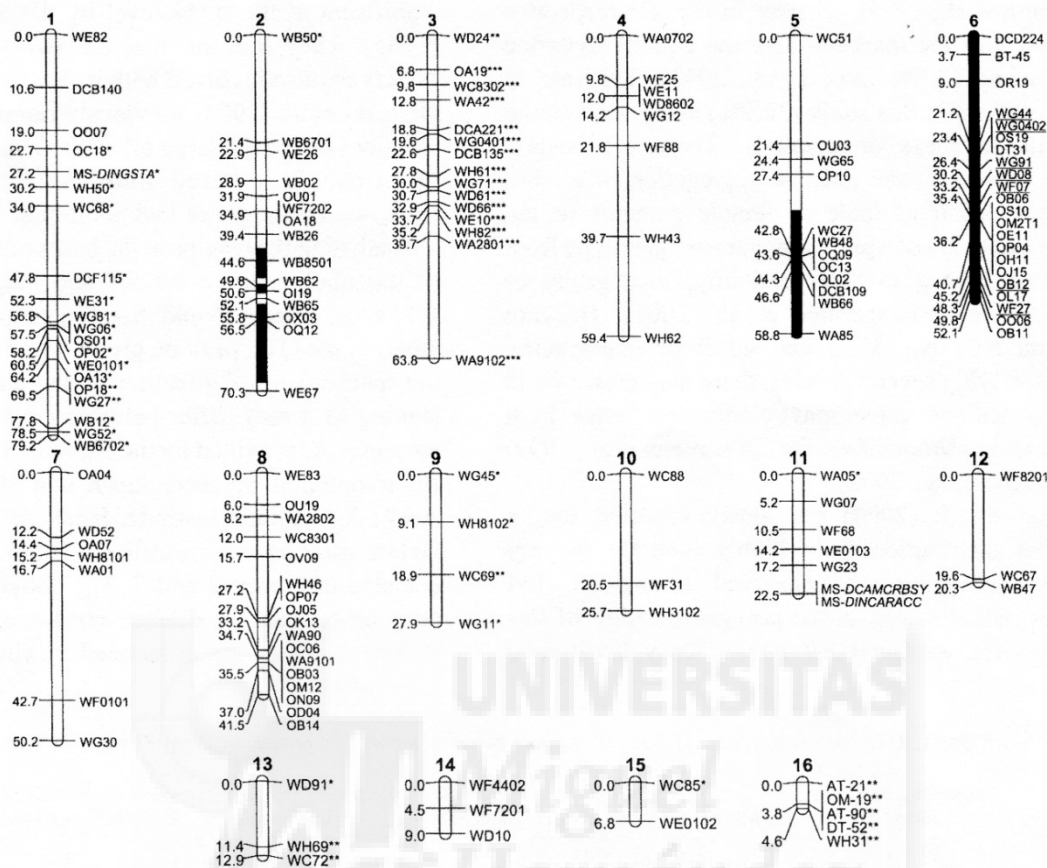 1
0.0 WE82
10.6 DCB140
19.0 OO07
22.7 OC18*
27.2 MS-DINGSTA*
30.2 WH50*
34.0 WC68*
47.8 DCF115*
52.3 WE31*
56.8 WG81*
WG06*
57.5 OS01*
58.2 OP02*
60.5 WE0101*
64.2 OA13*
OP18**
69.5 WG27**
77.8 WB12*
78.5 WG52*
79.2 WB6702*
2
0.0 WB50*
21.4 WB6701
22.9 WE26
28.9 WB02
31.9 OU01
WF7202
34.9 OA18
39.4 WB26
44.6 WB8501
49.8 WB62
50.6 OI19
52.1 WB65
55.8 OX03
56.5 OQ12
70.3 WE67
3
0.0 WD24**
6.8 OA19***
9.8 WC8302***
12.8 WA42***
18.8 DCA221***
19.6 WG0401***
22.6 DCB135***
27.8 WH61***
30.0 WG71***
30.7 WD61***
32.9 WD66***
33.7 WE10***
35.2 WH82***
39.7 WA2801***
63.8 WA9102***
4
0.0 WA0702
9.8 WF25
WE11
12.0 WD8602
14.2 WG12
21.8 WF88
39.7 WH43
59.4 WH62
5
0.0 WC51
21.4 OU03
24.4 WG65
27.4 OP10
42.8 WC27
WB48
43.6 OQ09
OC13
44.3 OL02
DCB109
46.6 WB66
58.8 WA85
6
0.0 DCD224
3.7 BT-45
9.0 OR19
21.2 WG44
WG0402
23.4 OS19
DT31
26.4 WG91
30.2 WD08
33.2 WF07
35.4 OB06
OS10
OM2T1
OE11
36.2 OP04
OH11
OJ15
40.7 OB12
45.2 OL17
48.3 WF27
49.8 OO06
52.1 OB11
7
0.0 OA04
12.2 WD52
14.4 OA07
15.2 WH8101
16.7 WA01
42.7 WF0101
50.2 WG30
8
0.0 WE83
6.0 OU19
8.2 WA2802
12.0 WC8301
15.7 OV09
WH46
27.2 OP07
27.9 OJ05
33.2 OK13
34.7 WA90
OC06
WA9101
35.5 OB03
OM12
ON09
37.0 OD04
41.5 OB14
9
0.0 WG45*
9.1 WH8102*
18.9 WC69**
27.9 WG11*
10
0.0 WC88
20.5 WF31
25.7 WH3102
11
0.0 WA05*
5.2 WG07
10.5 WF68
14.2 WE0103
17.2 WG23
22.5 MS-DCAMCRBSY
MS-DINCARACC
12
0.0 WF8201
19.6 WC67
20.3 WB47
13
0.0 WD91*
11.4 WH69**
12.9 WC72**
14
0.0 WF4402
4.5 WF7201
9.0 WD10
15
0.0 WC85*
6.8 WE0102
16
0.0 AT-21**
OM-19**
3.8 AT-90**
DT-52**
4.6 WH31**
UNIVERSITAS
Miguel